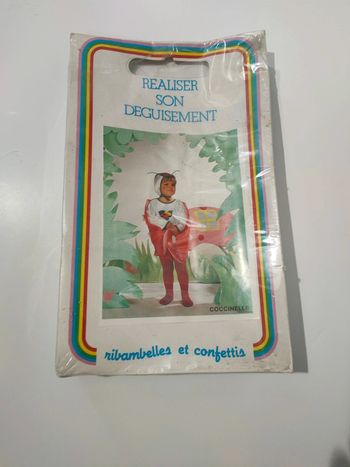 REALISER
SON
DEGUISEMENT
COCCINELLE
ribambelles et confettis